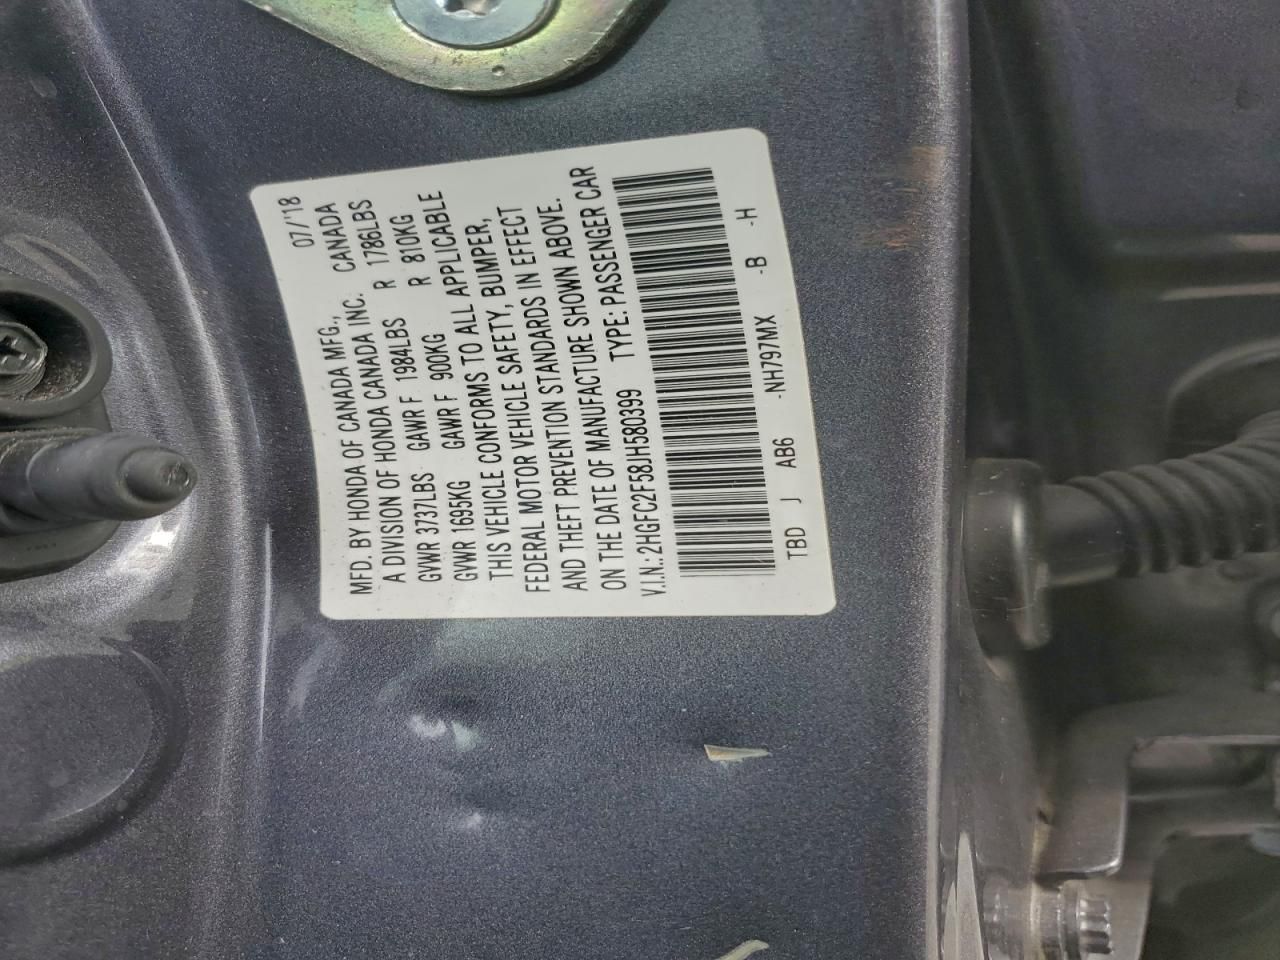 07/'18
MFD. BY HONDA OF CANADA MFG., CANADA
A DIVISION OF HONDA CANADA INC.
GVWR 3737LBS GAWR F 1984LBS R 1786LBS
GVWR 1695KG GAWR F 900KG R 810KG
THIS VEHICLE CONFORMS TO ALL APPLICABLE
FEDERAL MOTOR VEHICLE SAFETY, BUMPER,
AND THEFT PREVENTION STANDARDS IN EFFECT
ON THE DATE OF MANUFACTURE SHOWN ABOVE.
V.I.N.:2HGFC2F58JH580399 TYPE: PASSENGER CAR
TBD J AB6 -NH797MX -B -H